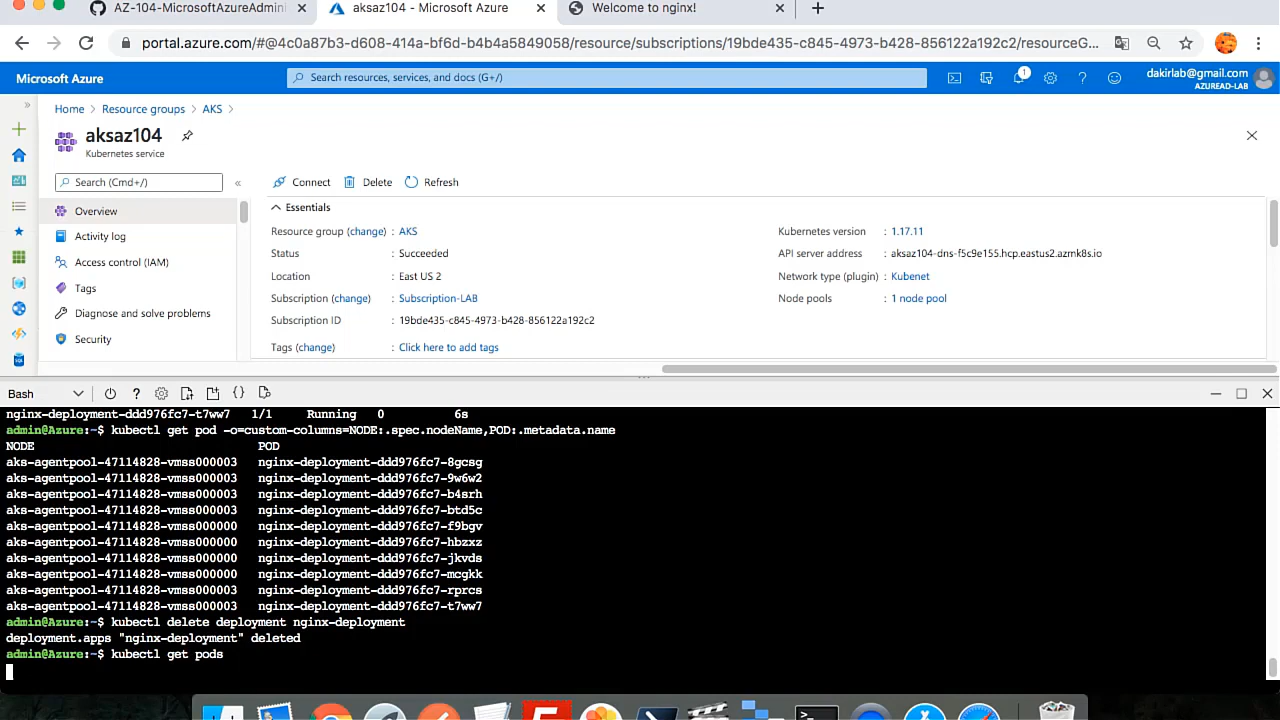 AZ-104-MicrosoftAzureAdmini
aksaz104 - Microsoft Azure
Welcome to nginx!
portal.azure.com/#@4c0a87b3-d608-414a-bf6d-b4b4a5849058/resource/subscriptions/19bde435-c845-4973-b428-856122a192c2/resourceG...
Microsoft Azure
Search resources, services, and docs (G+/)
1
dakirlab@gmail.com
AZUREAD-LAB
Home > Resource groups > AKS >
aksaz104
Kubernetes service
Search (Cmd+/)
Connect
Delete
Refresh
Essentials
Overview
Activity log
Access control (IAM)
Tags
Diagnose and solve problems
Security
Resource group (change) : AKS
Status : Succeeded
Location : East US 2
Subscription (change) : Subscription-LAB
Subscription ID : 19bde435-c845-4973-b428-856122a192c2
Tags (change) : Click here to add tags
Kubernetes version : 1.17.11
API server address : aksaz104-dns-f5c9e155.hcp.eastus2.azmk8s.io
Network type (plugin) : Kubenet
Node pools : 1 node pool
Bash
nginx-deployment-ddd976fc7-t7ww7 1/1 Running 0 6s
admin@Azure:~$ kubectl get pod -o=custom-columns=NODE:.spec.nodeName,POD:.metadata.name
NODE POD
aks-agentpool-47114828-vmss000003 nginx-deployment-ddd976fc7-8gcsg
aks-agentpool-47114828-vmss000003 nginx-deployment-ddd976fc7-9w6w2
aks-agentpool-47114828-vmss000003 nginx-deployment-ddd976fc7-b4srh
aks-agentpool-47114828-vmss000003 nginx-deployment-ddd976fc7-btd5c
aks-agentpool-47114828-vmss000000 nginx-deployment-ddd976fc7-f9bgv
aks-agentpool-47114828-vmss000000 nginx-deployment-ddd976fc7-hbzxz
aks-agentpool-47114828-vmss000000 nginx-deployment-ddd976fc7-jkvds
aks-agentpool-47114828-vmss000000 nginx-deployment-ddd976fc7-mcgkk
aks-agentpool-47114828-vmss000003 nginx-deployment-ddd976fc7-rprcs
aks-agentpool-47114828-vmss000003 nginx-deployment-ddd976fc7-t7ww7
admin@Azure:~$ kubectl delete deployment nginx-deployment
deployment.apps "nginx-deployment" deleted
admin@Azure:~$ kubectl get pods